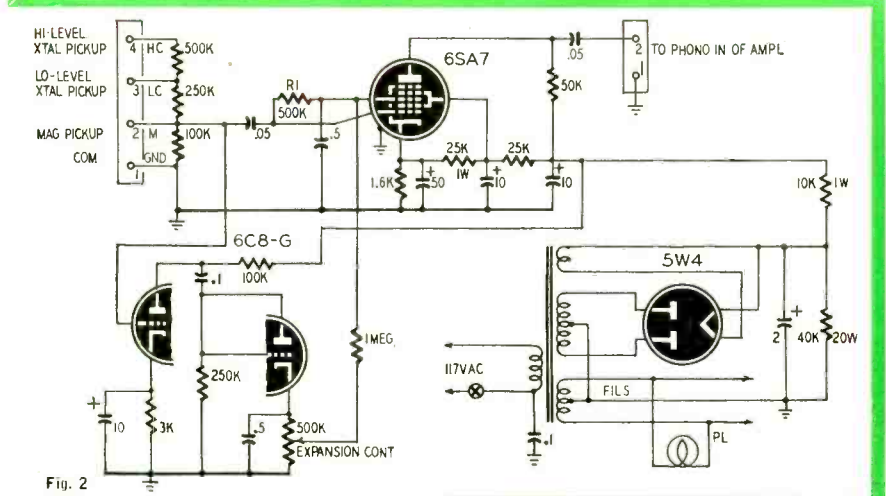 HI-LEVEL
XTAL PICKUP
4 HC
500K
LO-LEVEL
XTAL PICKUP
3 LC
250K
MAG PICKUP
2 M
100K
COM
1 GND
.05
R1
500K
.5
6SA7
.05
2
1
TO PHONO IN OF AMPL
50K
25K
1W
25K
1.6K
+
50
+
10
+
10
10K
1W
6C8-G
100K
.1
250K
1MEG
+
10
3K
.5
500K
EXPANSION CONT
5W4
117VAC
.1
FILS
PL
+
2
40K
20W
Fig. 2